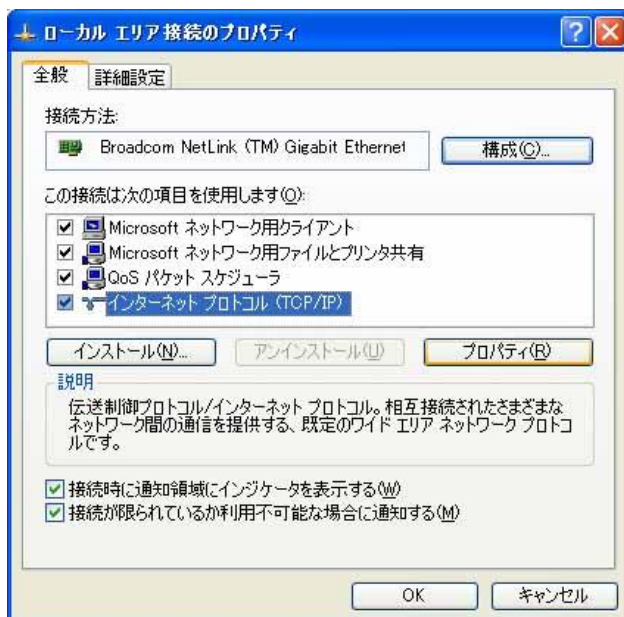 ローカル エリア接続のプロパティ
全般
詳細設定
接続方法:
Broadcom NetLink (TM) Gigabit Ethernet
構成(C)...
この接続は次の項目を使用します(O):
Microsoft ネットワーク用クライアント
Microsoft ネットワーク用ファイルとプリンタ共有
QoS パケット スケジューラ
インターネット プロトコル (TCP/IP)
インストール(N)...
アンインストール(U)
プロパティ(R)
説明
伝送制御プロトコル/インターネット プロトコル。相互接続されたさまざまな
ネットワーク間の通信を提供する、既定のワイド エリア ネットワーク プロトコ
ルです。
接続時に通知領域にインジケータを表示する(W)
接続が限られているか利用不可能な場合に通知する(M)
OK
キャンセル